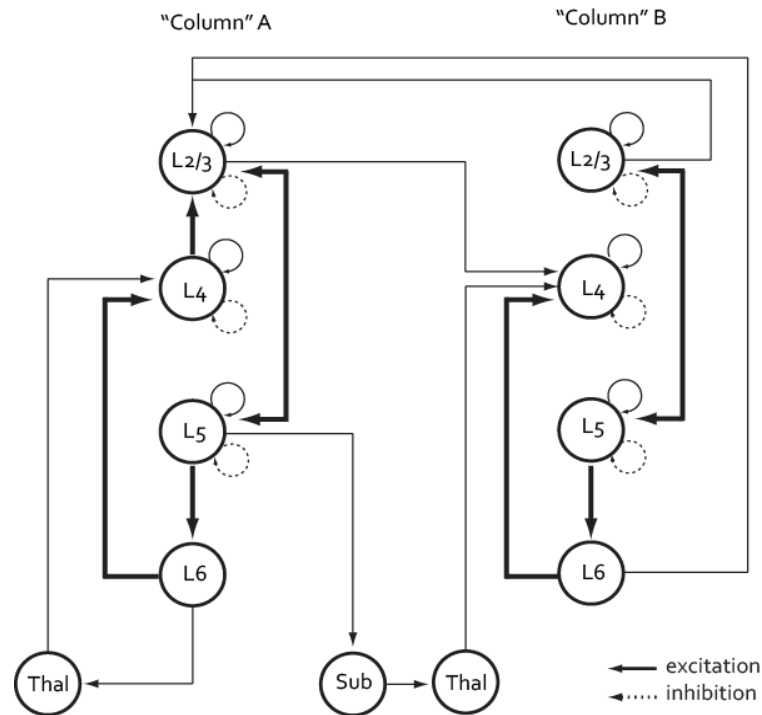 “Column” A
“Column” B
L2/3
L2/3
L4
L4
L5
L5
L6
L6
Thal
Sub
Thal
excitation
inhibition